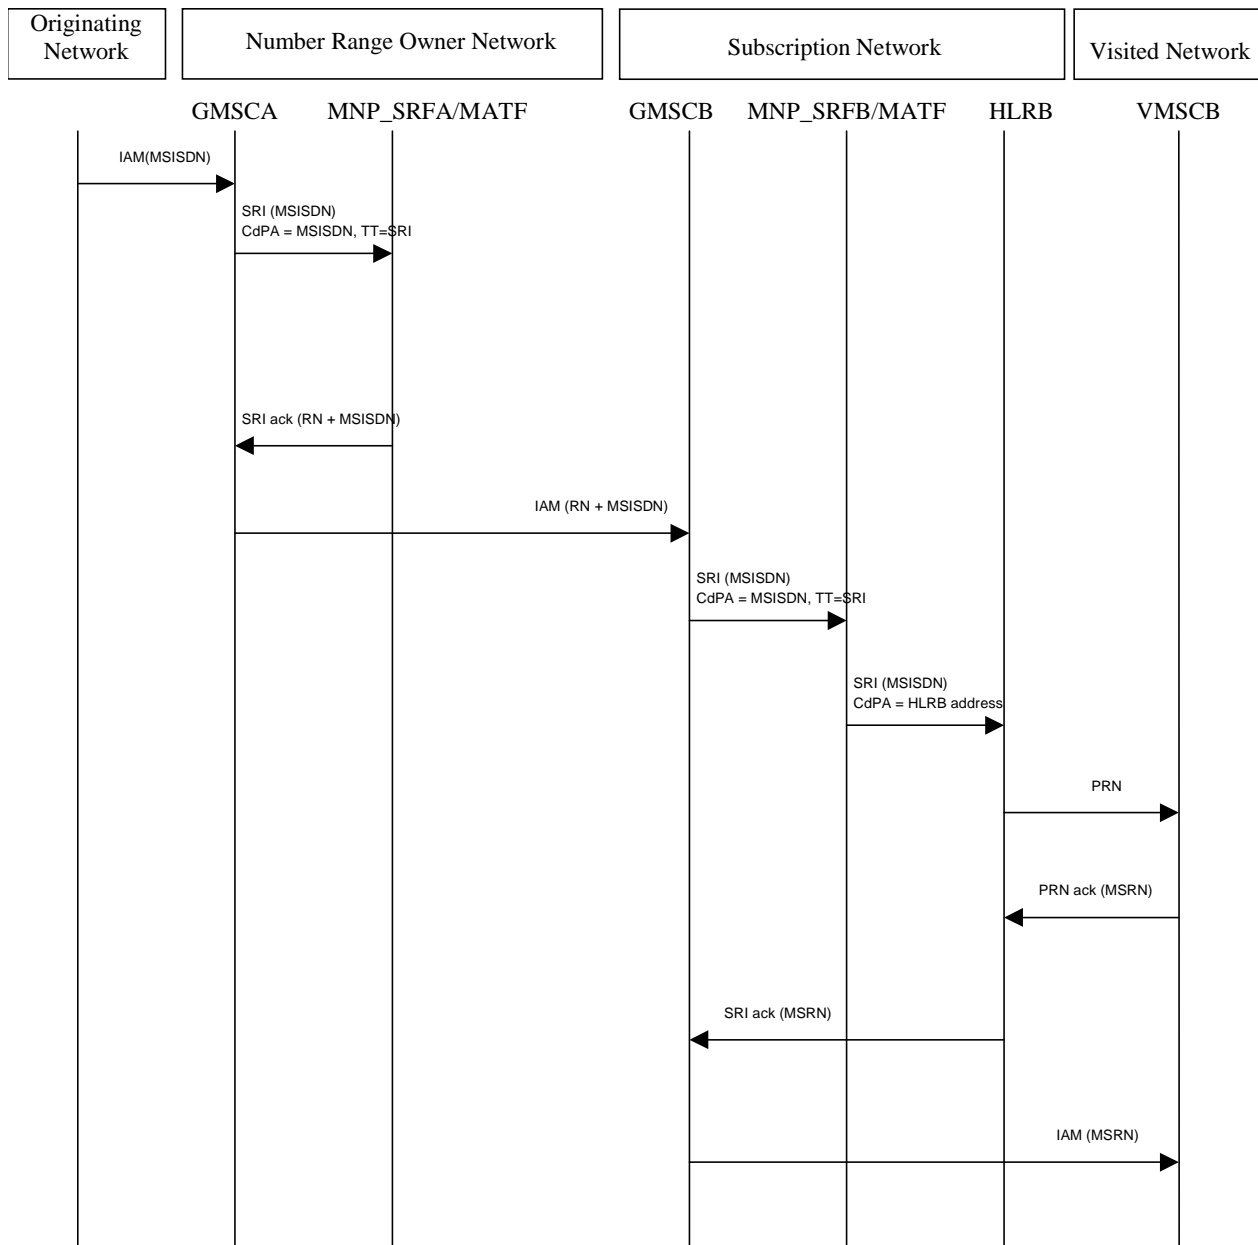 Originating
Network
Number Range Owner Network
Subscription Network
Visited Network
GMSCA
MNP_SRFA/MATF
GMSCB
MNP_SRFB/MATF
HLRB
VMSCB
IAM(MSISDN)
SRI (MSISDN)
CdPA = MSISDN, TT=SRI
SRI ack (RN + MSISDN)
IAM (RN + MSISDN)
SRI (MSISDN)
CdPA = MSISDN, TT=SRI
SRI (MSISDN)
CdPA = HLRB address
PRN
PRN ack (MSRN)
SRI ack (MSRN)
IAM (MSRN)